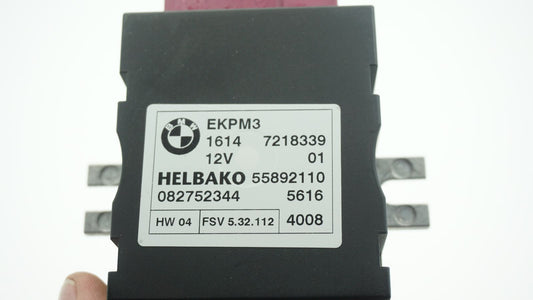 BMW
EKPM3
1614 7218339
12V 01
HELBAKO 55892110
082752344 5616
HW 04 FSV 5.32.112 4008